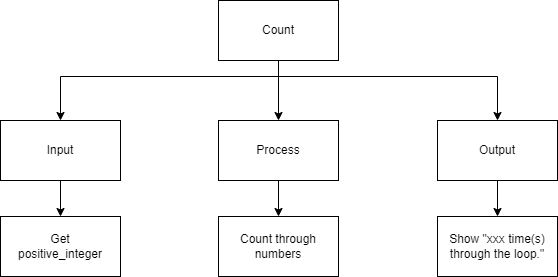 Count
Input
Process
Output
Get
positive_integer
Count through
numbers
Show "xxx time(s)
through the loop."